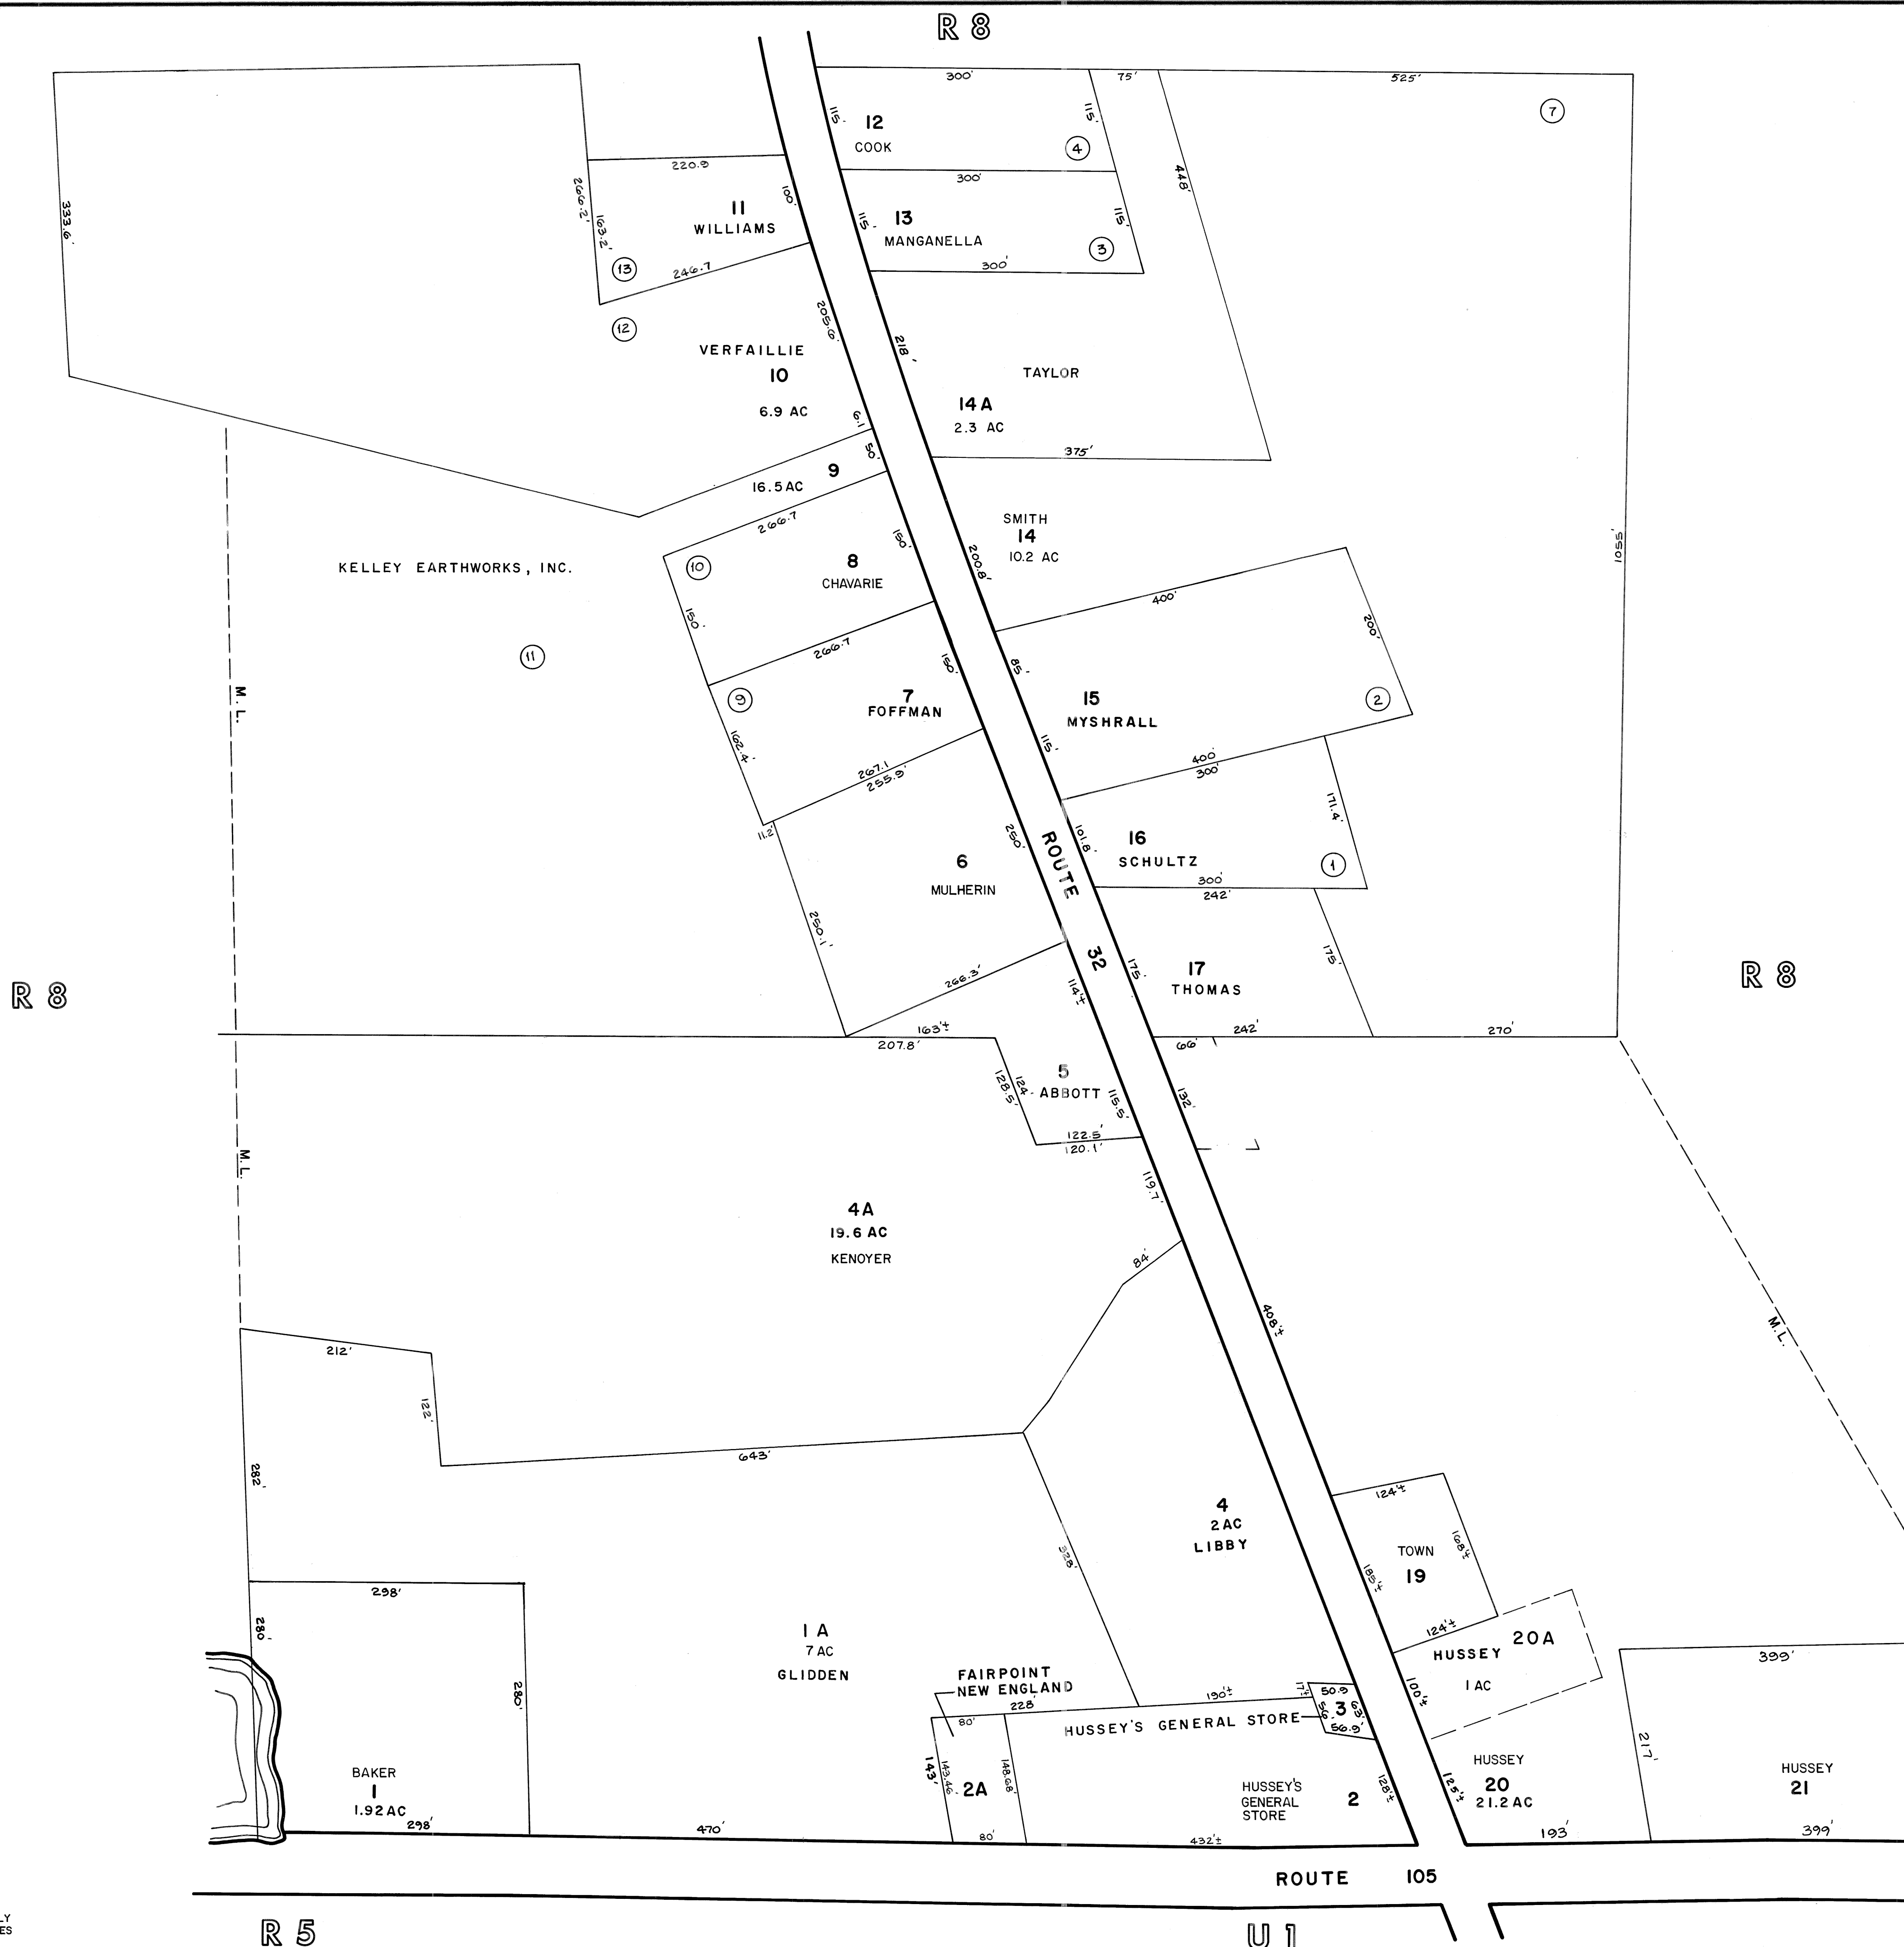 R 8
300'
75'
525'
7
115'
12
COOK
115'
4
448'
333.6'
220.9
100'
266.2'
163.2'
11
WILLIAMS
13
246.7
300'
115'
13
MANGANELLA
115'
3
300'
12
205.6'
218'
VERFAILLIE
10
6.9 AC
6.1
TAYLOR
14A
2.3 AC
375'
50'
9
16.5 AC
266.7
KELLEY EARTHWORKS, INC.
11
M.L.
10
150'
8
CHAVARIE
150'
266.7
SMITH
14
10.2 AC
200.8'
1055'
400'
200'
85'
15
MYSHRALL
2
115'
400'
300'
9
162.4'
7
FOFFMAN
150'
267.1
255.9'
11.2'
6
MULHERIN
250'
250.1'
266.3'
ROUTE 32
101.8'
16
SCHULTZ
171.4'
1
300'
242'
17
THOMAS
175'
175'
242'
270'
66'
R 8
R 8
114'±
163'±
207.8'
128.5'
124'
5
ABBOTT
115.5'
122.5'
120.1'
132'
M.L.
119.7'
4A
19.6 AC
KENOYER
84'
408'±
M.L.
212'
122'
643'
282'
328'
4
2 AC
LIBBY
124'±
TOWN
19
168'±
185'±
124'±
298'
280'
280'
BAKER
1
1.92 AC
298'
1 A
7 AC
GLIDDEN
470'
FAIRPOINT
NEW ENGLAND
228'
190'±
17'±
80'
143'
143.46'
2A
148.68'
80'
HUSSEY'S GENERAL STORE
50.9
3
56'
63'
56.9'
HUSSEY'S
GENERAL
STORE
2
128'±
432'±
HUSSEY
20A
1 AC
100'±
HUSSEY
20
21.2 AC
125'±
193'
217'
399'
HUSSEY
21
399'
ROUTE 105
LY
ES
R 5
U 1